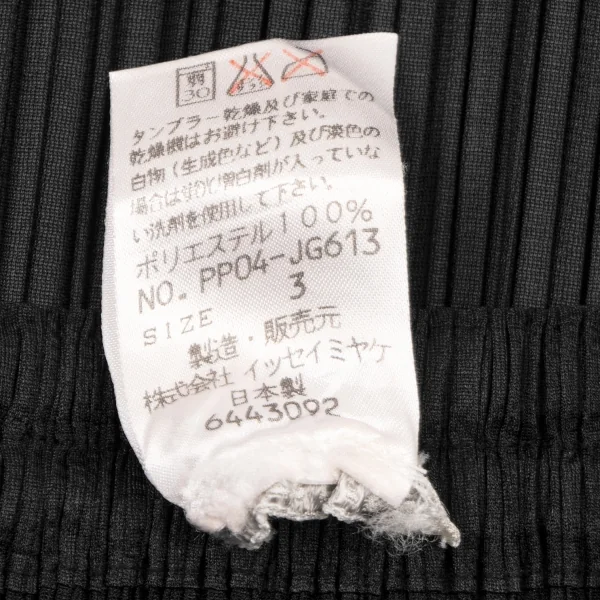 30
タンブラー乾燥及び家庭での
乾燥機はお避け下さい。
白物(生成色など)及び淡色の
場合は蛍光増白剤が入っていな
い洗剤を使用して下さい。
ポリエステル100%
NO. PP04-JG613
SIZE 3
製造・販売元
株式会社 イッセイミヤケ
日本製
6443092